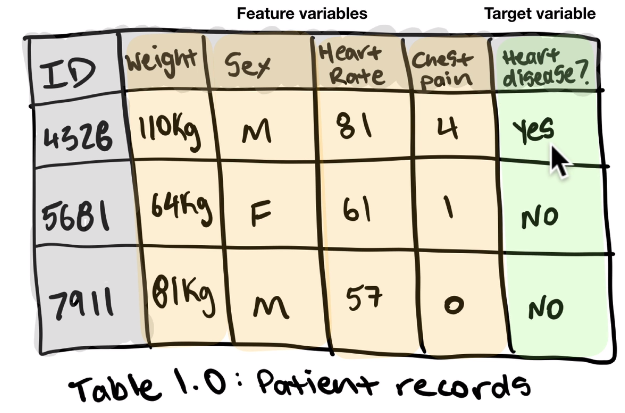 Feature variables Target variable
ID Weight Sex Heart Rate Chest pain Heart disease?
4326 110Kg M 81 4 Yes
5681 64Kg F 61 1 NO
7911 81Kg M 57 0 NO
Table 1.0: Patient records